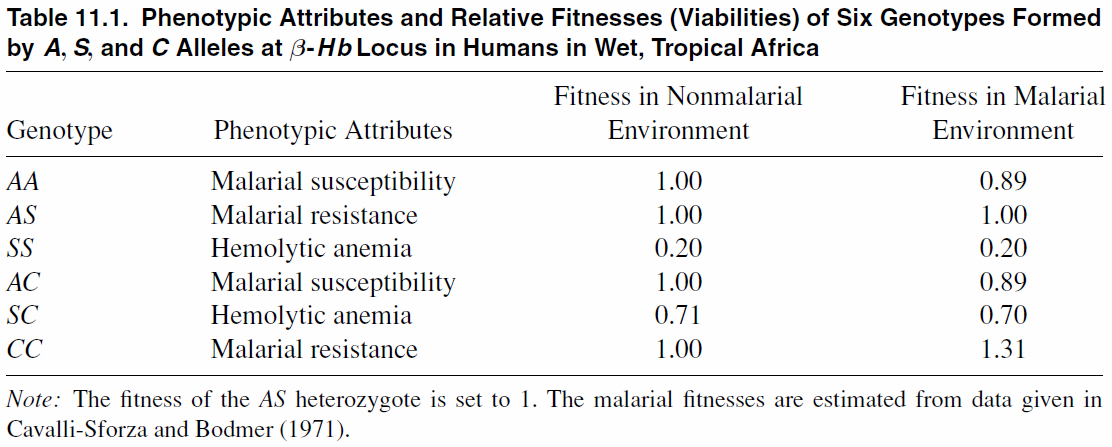 Table 11.1. Phenotypic Attributes and Relative Fitnesses (Viabilities) of Six Genotypes Formed
by A, S, and C Alleles at β-Hb Locus in Humans in Wet, Tropical Africa
Fitness in Nonmalarial Fitness in Malarial
Genotype Phenotypic Attributes Environment Environment
AA Malarial susceptibility 1.00 0.89
AS Malarial resistance 1.00 1.00
SS Hemolytic anemia 0.20 0.20
AC Malarial susceptibility 1.00 0.89
SC Hemolytic anemia 0.71 0.70
CC Malarial resistance 1.00 1.31
Note: The fitness of the AS heterozygote is set to 1. The malarial fitnesses are estimated from data given in
Cavalli-Sforza and Bodmer (1971).